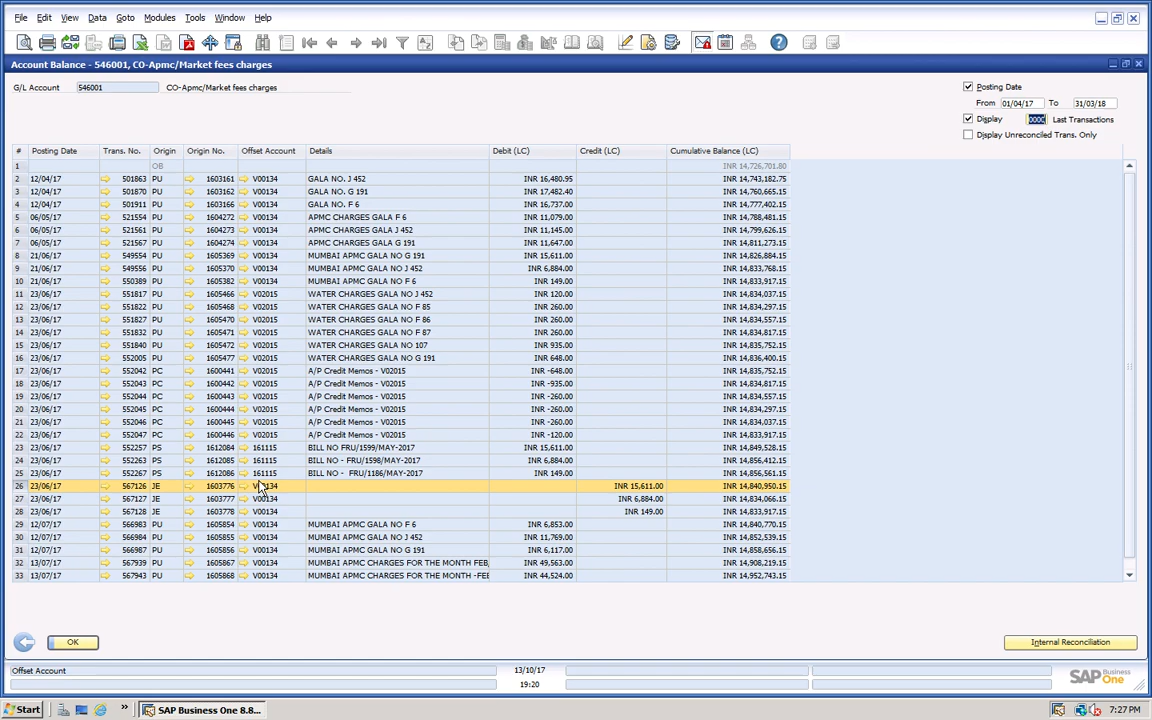 File Edit View Data Goto Modules Tools Window Help
Account Balance - 546001, CO-Apmc/Market fees charges
G/L Account 546001 CO-Apmc/Market fees charges
Posting Date
From 01/04/17 To 31/03/18
Display 000C Last Transactions
Display Unreconciled Trans. Only
# Posting Date Trans. No. Origin Origin No. Offset Account Details Debit (LC) Credit (LC) Cumulative Balance (LC)
1 OB INR 14,726,701.80
2 12/04/17 501863 PU 1603161 V00134 GALA NO. J 452 INR 16,480.95 INR 14,743,182.75
3 12/04/17 501870 PU 1603162 V00134 GALA NO. G 191 INR 17,482.40 INR 14,760,665.15
4 12/04/17 501911 PU 1603166 V00134 GALA NO. F 6 INR 16,737.00 INR 14,777,402.15
5 06/05/17 521554 PU 1604272 V00134 APMC CHARGES GALA F 6 INR 11,079.00 INR 14,788,481.15
6 06/05/17 521561 PU 1604273 V00134 APMC CHARGES GALA J 452 INR 11,145.00 INR 14,799,626.15
7 06/05/17 521567 PU 1604274 V00134 APMC CHARGES GALA G 191 INR 11,647.00 INR 14,811,273.15
8 21/06/17 549554 PU 1605369 V00134 MUMBAI APMC GALA NO G 191 INR 15,611.00 INR 14,826,884.15
9 21/06/17 549556 PU 1605370 V00134 MUMBAI APMC GALA NO J 452 INR 6,884.00 INR 14,833,768.15
10 21/06/17 550389 PU 1605382 V00134 MUMBAI APMC GALA NO F 6 INR 149.00 INR 14,833,917.15
11 23/06/17 551817 PU 1605466 V02015 WATER CHARGES GALA NO J 452 INR 120.00 INR 14,834,037.15
12 23/06/17 551822 PU 1605468 V02015 WATER CHARGES GALA NO F 85 INR 260.00 INR 14,834,297.15
13 23/06/17 551827 PU 1605470 V02015 WATER CHARGES GALA NO F 86 INR 260.00 INR 14,834,557.15
14 23/06/17 551832 PU 1605471 V02015 WATER CHARGES GALA NO F 87 INR 260.00 INR 14,834,817.15
15 23/06/17 551840 PU 1605472 V02015 WATER CHARGES GALA NO 107 INR 935.00 INR 14,835,752.15
16 23/06/17 552005 PU 1605477 V02015 WATER CHARGES GALA NO G 191 INR 648.00 INR 14,836,400.15
17 23/06/17 552042 PC 1600441 V02015 A/P Credit Memos - V02015 INR -648.00 INR 14,835,752.15
18 23/06/17 552043 PC 1600442 V02015 A/P Credit Memos - V02015 INR -935.00 INR 14,834,817.15
19 23/06/17 552044 PC 1600443 V02015 A/P Credit Memos - V02015 INR -260.00 INR 14,834,557.15
20 23/06/17 552045 PC 1600444 V02015 A/P Credit Memos - V02015 INR -260.00 INR 14,834,297.15
21 23/06/17 552046 PC 1600445 V02015 A/P Credit Memos - V02015 INR -260.00 INR 14,834,037.15
22 23/06/17 552047 PC 1600446 V02015 A/P Credit Memos - V02015 INR -120.00 INR 14,833,917.15
23 23/06/17 552257 PS 1612084 161115 BILL NO FRU/1599/MAY-2017 INR 15,611.00 INR 14,849,528.15
24 23/06/17 552263 PS 1612085 161115 BILL NO - FRU/1598/MAY-2017 INR 6,884.00 INR 14,856,412.15
25 23/06/17 552267 PS 1612086 161115 BILL NO - FRU/1186/MAY-2017 INR 149.00 INR 14,856,561.15
26 23/06/17 567126 JE 1603776 V00134 INR 15,611.00 INR 14,840,950.15
27 23/06/17 567127 JE 1603777 V00134 INR 6,884.00 INR 14,834,066.15
28 23/06/17 567128 JE 1603778 V00134 INR 149.00 INR 14,833,917.15
29 12/07/17 566983 PU 1605854 V00134 MUMBAI APMC GALA NO F 6 INR 6,853.00 INR 14,840,770.15
30 12/07/17 566984 PU 1605855 V00134 MUMBAI APMC GALA NO J 452 INR 11,769.00 INR 14,852,539.15
31 12/07/17 566987 PU 1605856 V00134 MUMBAI APMC GALA NO G 191 INR 6,117.00 INR 14,858,656.15
32 13/07/17 567939 PU 1605867 V00134 MUMBAI APMC CHARGES FOR THE MONTH FEB, INR 49,563.00 INR 14,908,219.15
33 13/07/17 567943 PU 1605868 V00134 MUMBAI APMC CHARGES FOR THE MONTH -FEB INR 44,524.00 INR 14,952,743.15
OK Internal Reconciliation
Offset Account 13/10/17
19:20
SAP Business One
Start SAP Business One 8.8... 7:27 PM